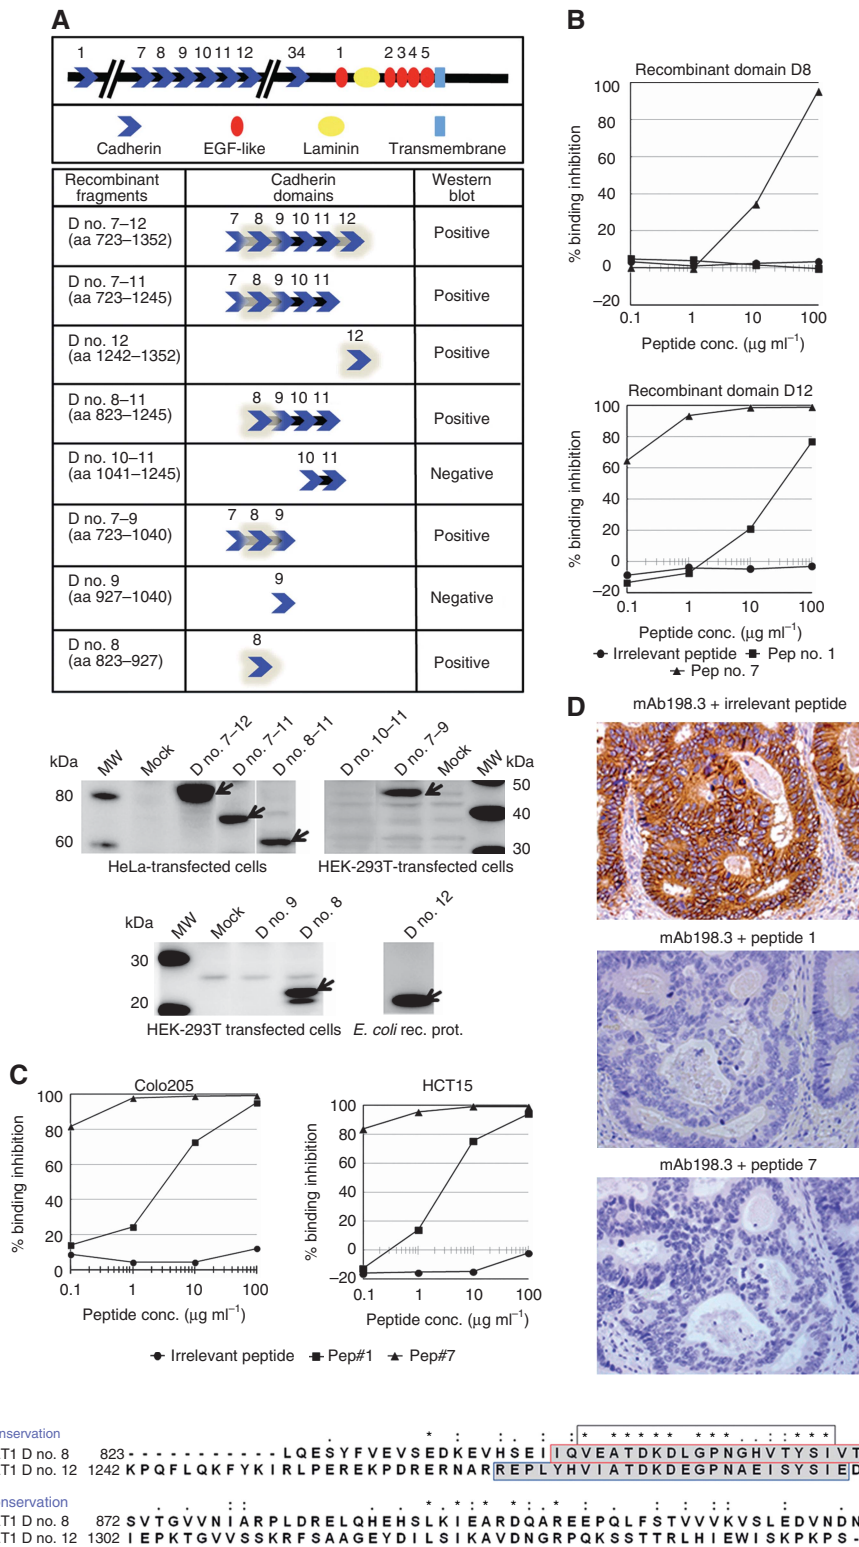 A
1 7 8 9 10 11 12 34 1 2 3 4 5
Cadherin EGF-like Laminin Transmembrane
Recombinant fragments Cadherin domains Western blot
D no. 7–12 (aa 723–1352) 7 8 9 10 11 12 Positive
D no. 7–11 (aa 723–1245) 7 8 9 10 11 Positive
D no. 12 (aa 1242–1352) 12 Positive
D no. 8–11 (aa 823–1245) 8 9 10 11 Positive
D no. 10–11 (aa 1041–1245) 10 11 Negative
D no. 7–9 (aa 723–1040) 7 8 9 Positive
D no. 9 (aa 927–1040) 9 Negative
D no. 8 (aa 823–927) 8 Positive
kDa MW Mock D no. 7–12 D no. 7–11 D no. 8–11
80
60
HeLa-transfected cells
D no. 10–11 D no. 7–9 Mock MW kDa
50
40
30
HEK-293T-transfected cells
kDa MW Mock D no. 9 D no. 8
30
20
HEK-293T transfected cells
D no. 12
E. coli rec. prot.
B
Recombinant domain D8
% binding inhibition
100
80
60
40
20
0
–20
0.1 1 10 100
Peptide conc. (µg ml–1)
Recombinant domain D12
% binding inhibition
100
80
60
40
20
0
–20
0.1 1 10 100
Peptide conc. (µg ml–1)
Irrelevant peptide Pep no. 1
Pep no. 7
C
Colo205
% binding inhibition
100
80
60
40
20
0
0.1 1 10 100
Peptide conc. (µg ml–1)
HCT15
% binding inhibition
100
80
60
40
20
0
–20
0.1 1 10 100
Peptide conc. (µg ml–1)
Irrelevant peptide Pep#1 Pep#7
D
mAb198.3 + irrelevant peptide
mAb198.3 + peptide 1
mAb198.3 + peptide 7
nservation
T1 D no. 8 823 - - - - - - - - - - - L Q E S Y F V E V S E D K E V H S E I I Q V E A T D K D L G P N G H V T Y S I V T
T1 D no. 12 1242 K P Q F L Q K F Y K I R L P E R E K P D R E R N A R R E P L Y H V I A T D K D E G P N A E I S Y S I E D
nservation
T1 D no. 8 872 S V T G V V N I A R P L D R E L Q H E H S L K I E A R D Q A R E E P Q L F S T V V V K V S L E D V N D N
T1 D no. 12 1302 I E P K T G V V S S K R F S A A G E Y D I L S I K A V D N G R P Q K S S T T R L H I E W I S K P K P S -